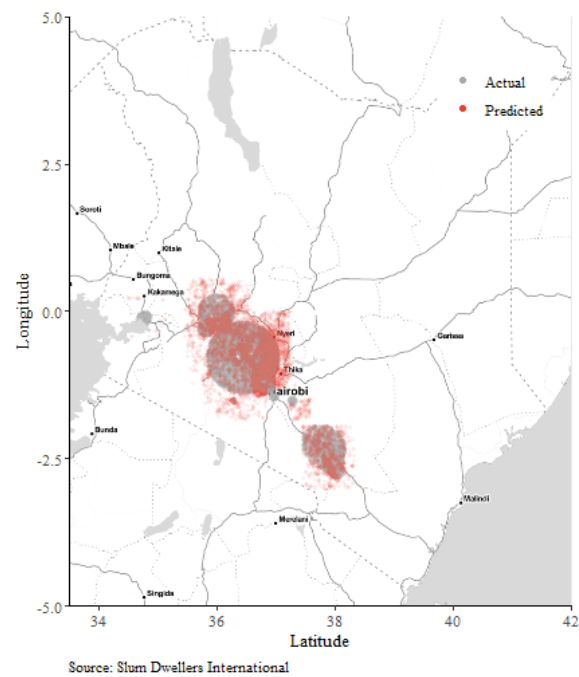 5.0
Actual
Predicted
2.5
Soroti
Mbale
Kitale
Bungoma
Kakamega
0.0
Nyeri
Garissa
Thika
airobi
Bunda
-2.5
Malindi
Merelani
Singida
-5.0
34
36
38
40
42
Longitude
Latitude
Source: Slum Dwellers International